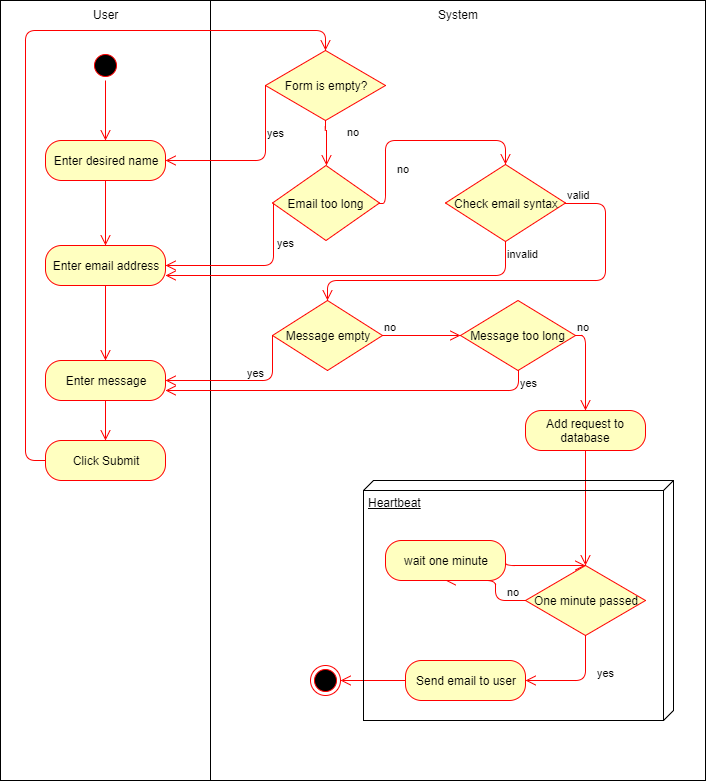 User
System
Form is empty?
yes
no
Enter desired name
Email too long
no
Check email syntax
valid
yes
invalid
Enter email address
Message empty
no
Message too long
no
yes
yes
Enter message
Add request to
database
Click Submit
Heartbeat
wait one minute
no
One minute passed
yes
Send email to user